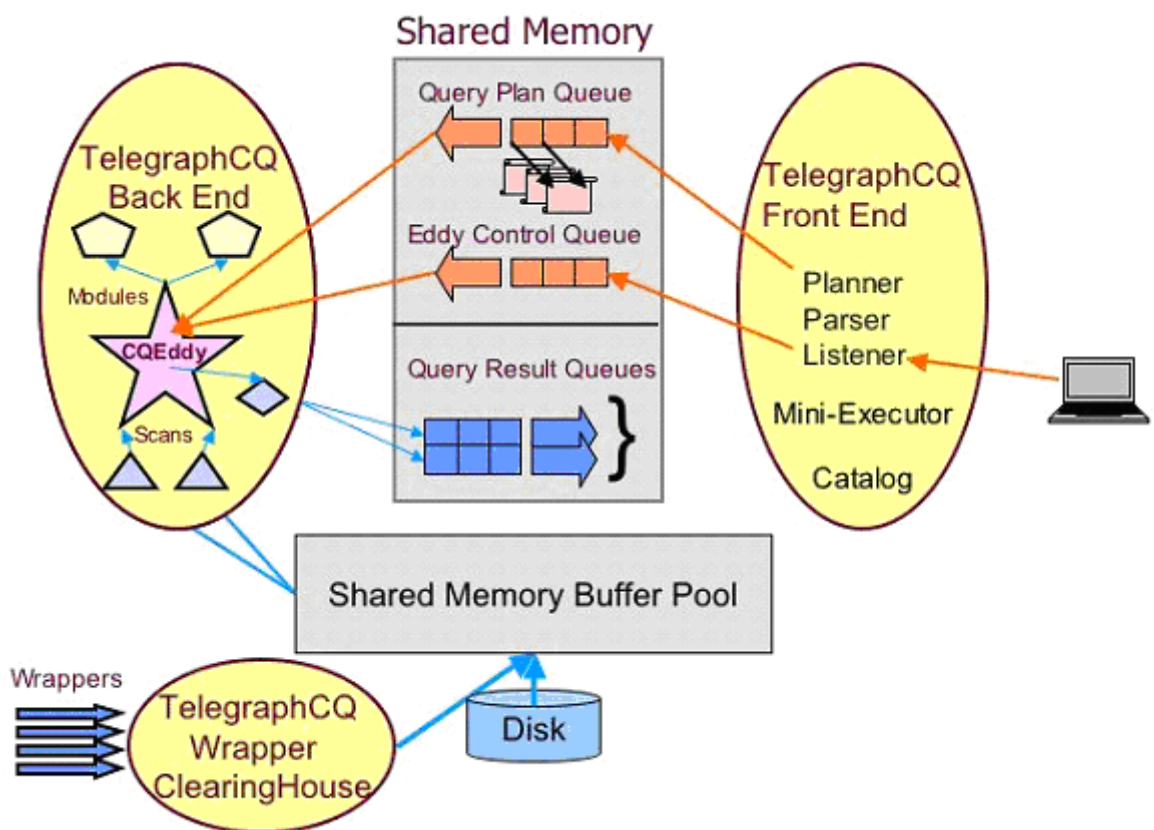 Shared Memory
Query Plan Queue
TelegraphCQ
Back End
TelegraphCQ
Front End
Eddy Control Queue
Modules
Planner
Parser
Listener
CQEddy
Query Result Queues
Mini-Executor
Scans
Catalog
Shared Memory Buffer Pool
Wrappers
TelegraphCQ
Wrapper
ClearingHouse
Disk